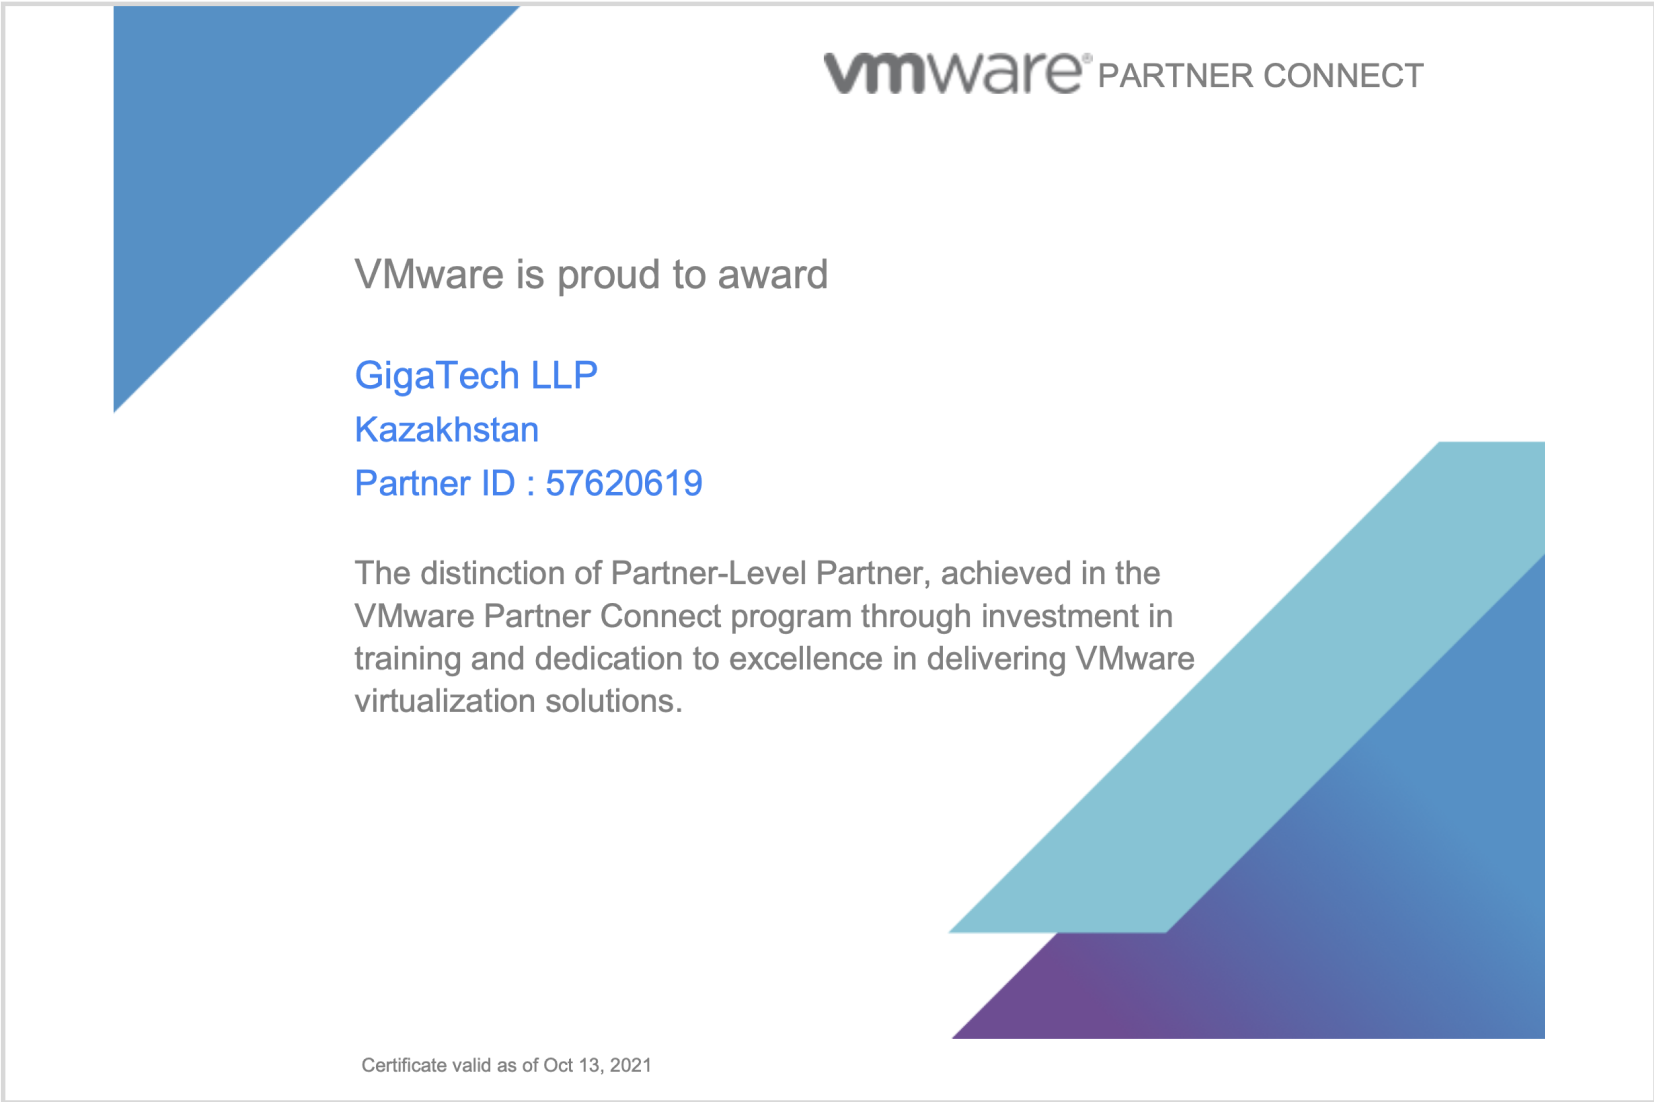 vmware® PARTNER CONNECT
VMware is proud to award
GigaTech LLP
Kazakhstan
Partner ID : 57620619
The distinction of Partner-Level Partner, achieved in the
VMware Partner Connect program through investment in
training and dedication to excellence in delivering VMware
virtualization solutions.
Certificate valid as of Oct 13, 2021